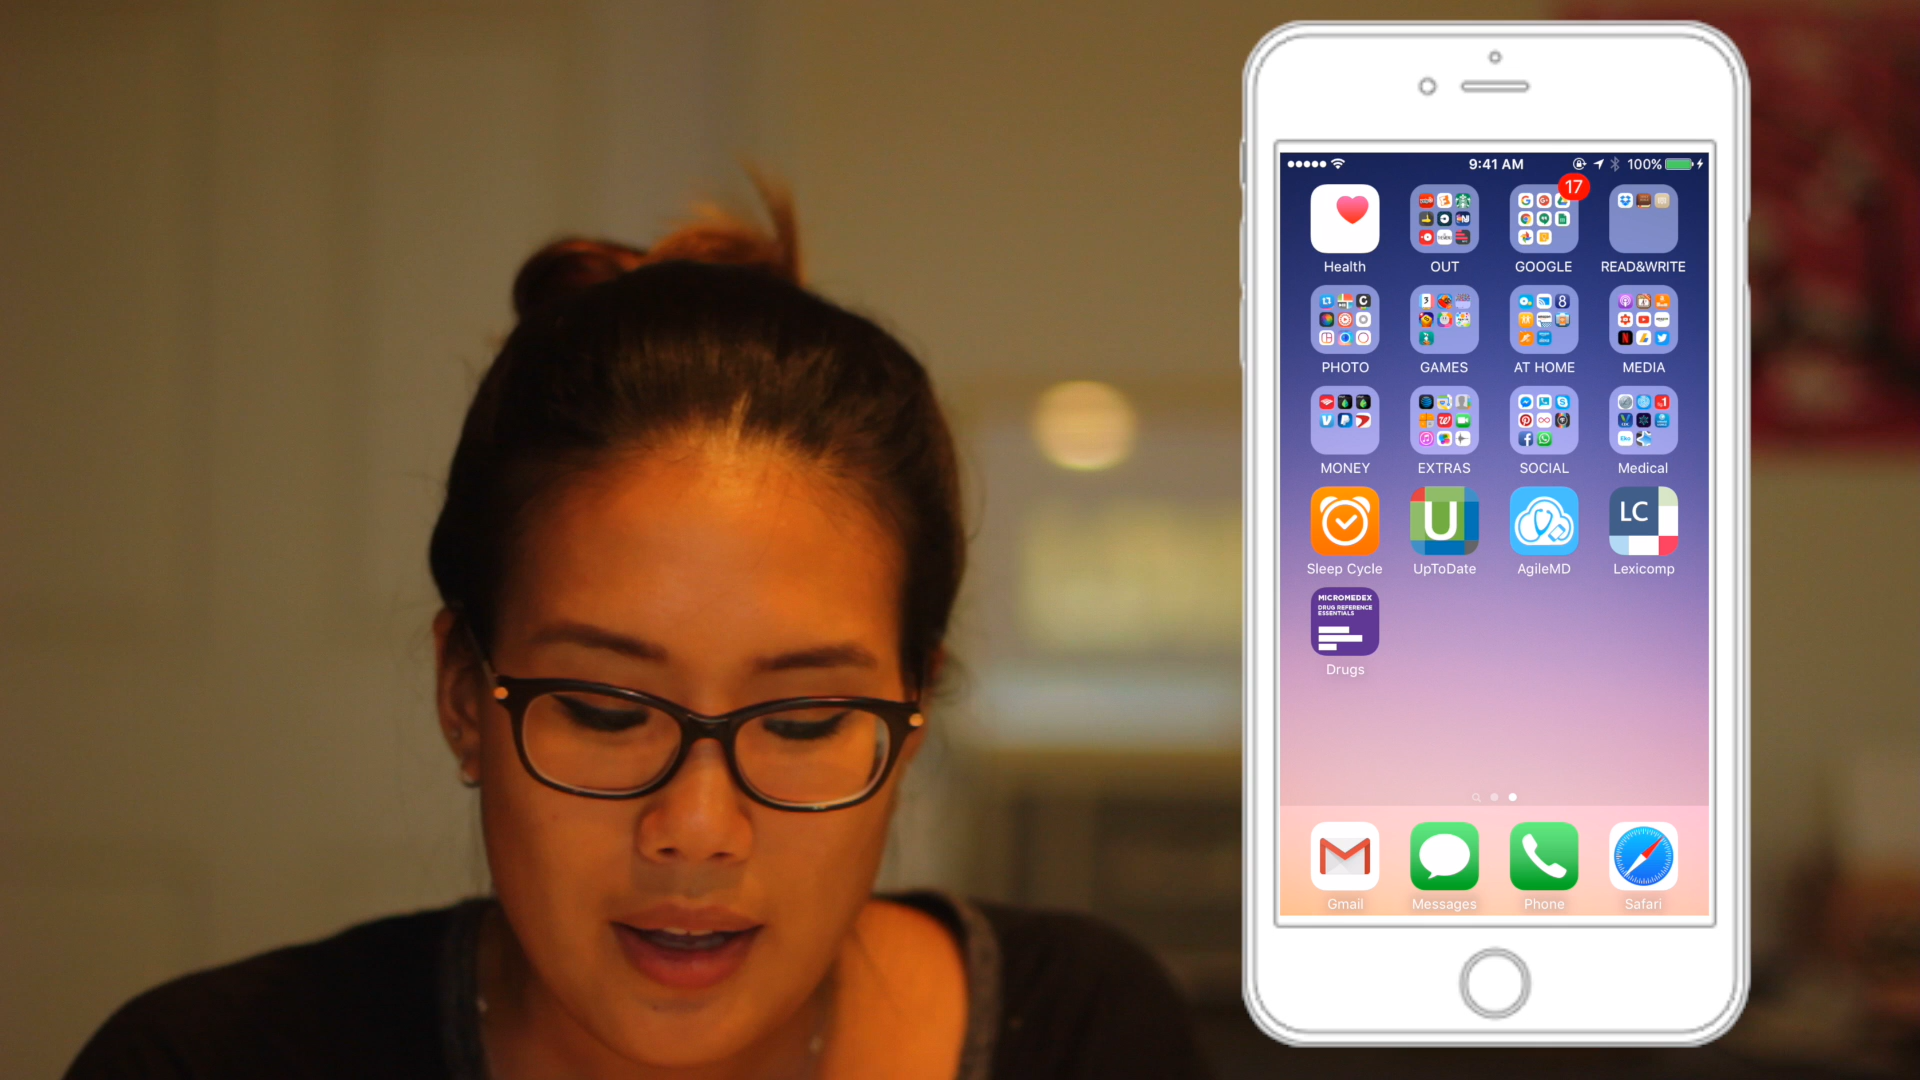 9:41 AM 100%
17
Health OUT GOOGLE READ&WRITE
PHOTO GAMES AT HOME MEDIA
MONEY EXTRAS SOCIAL Medical
U LC
Sleep Cycle UpToDate AgileMD Lexicomp
MICROMEDEX
DRUG REFERENCE
ESSENTIALS
Drugs
Gmail Messages Phone Safari